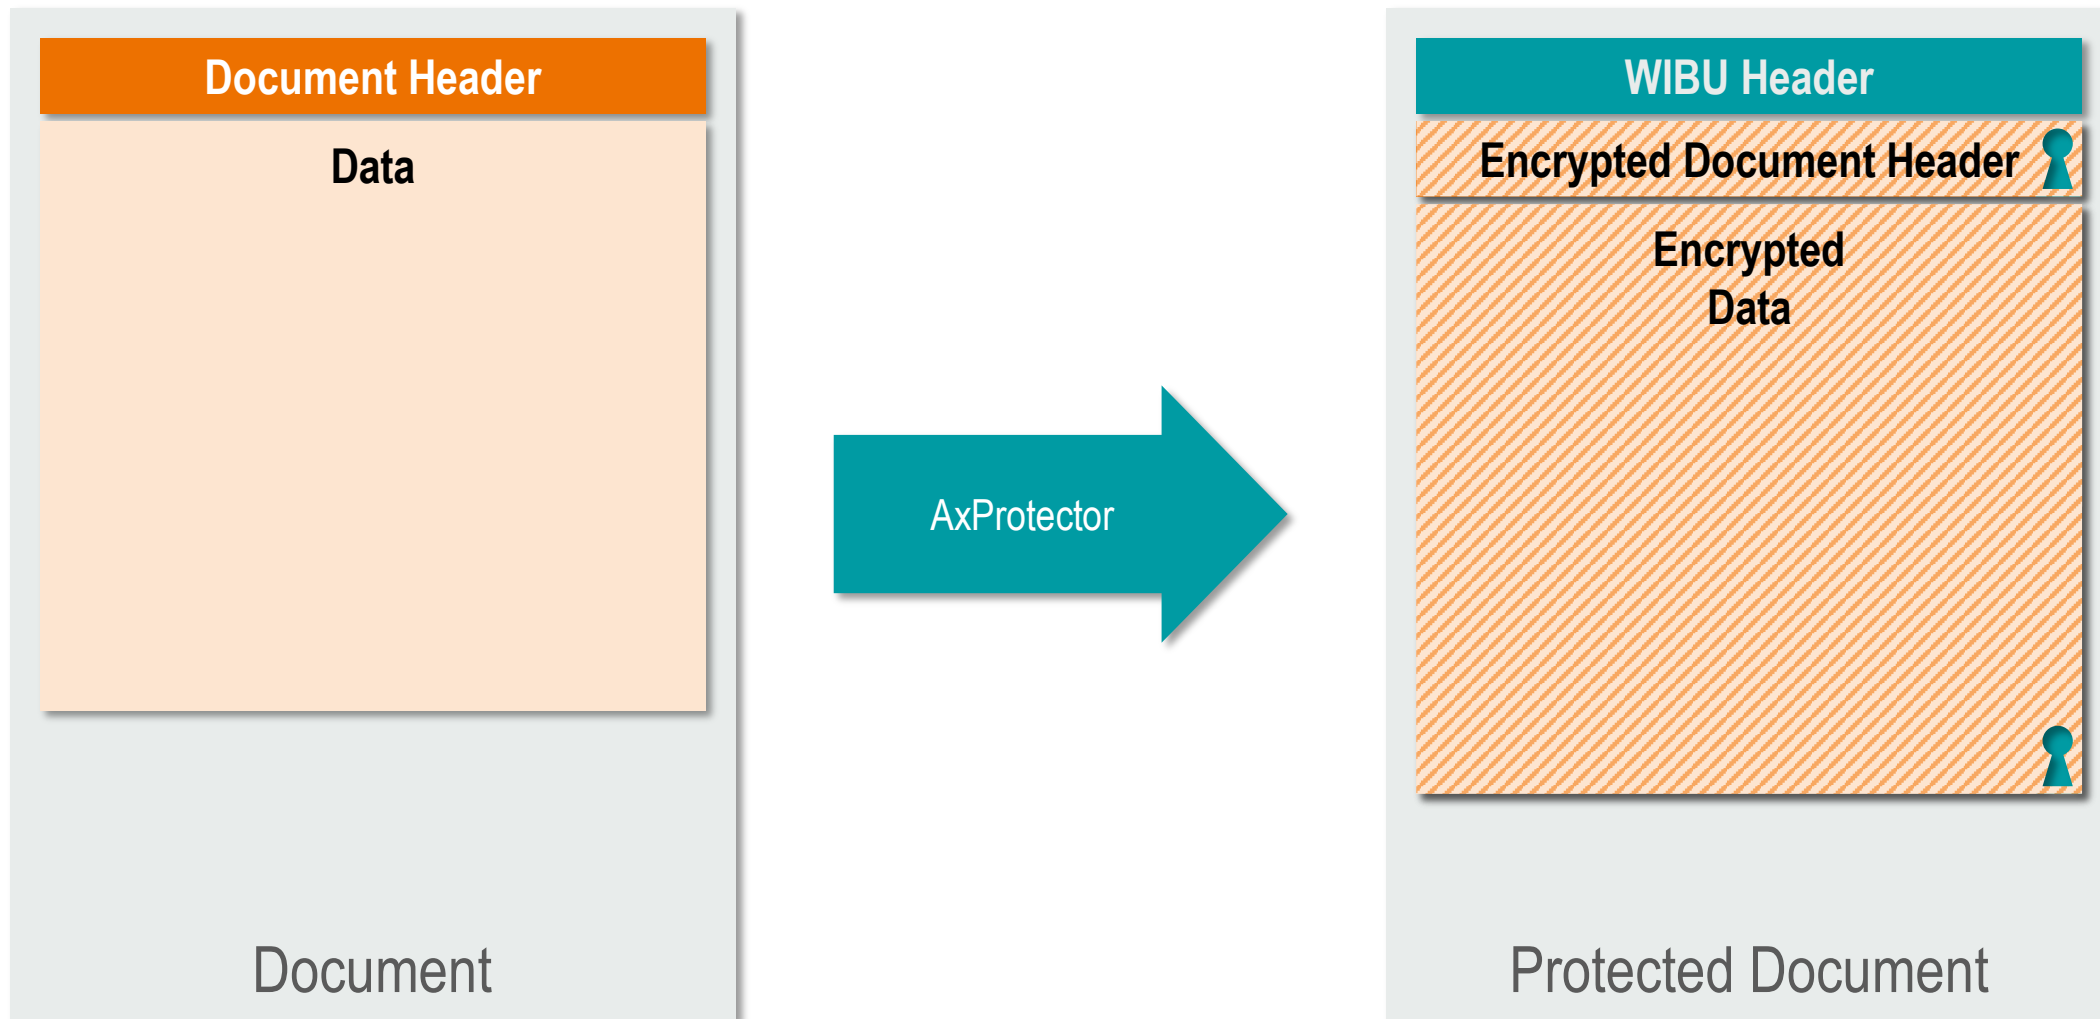 Document Header
Data
Document
AxProtector
WIBU Header
Encrypted Document Header
Encrypted
Data
Protected Document